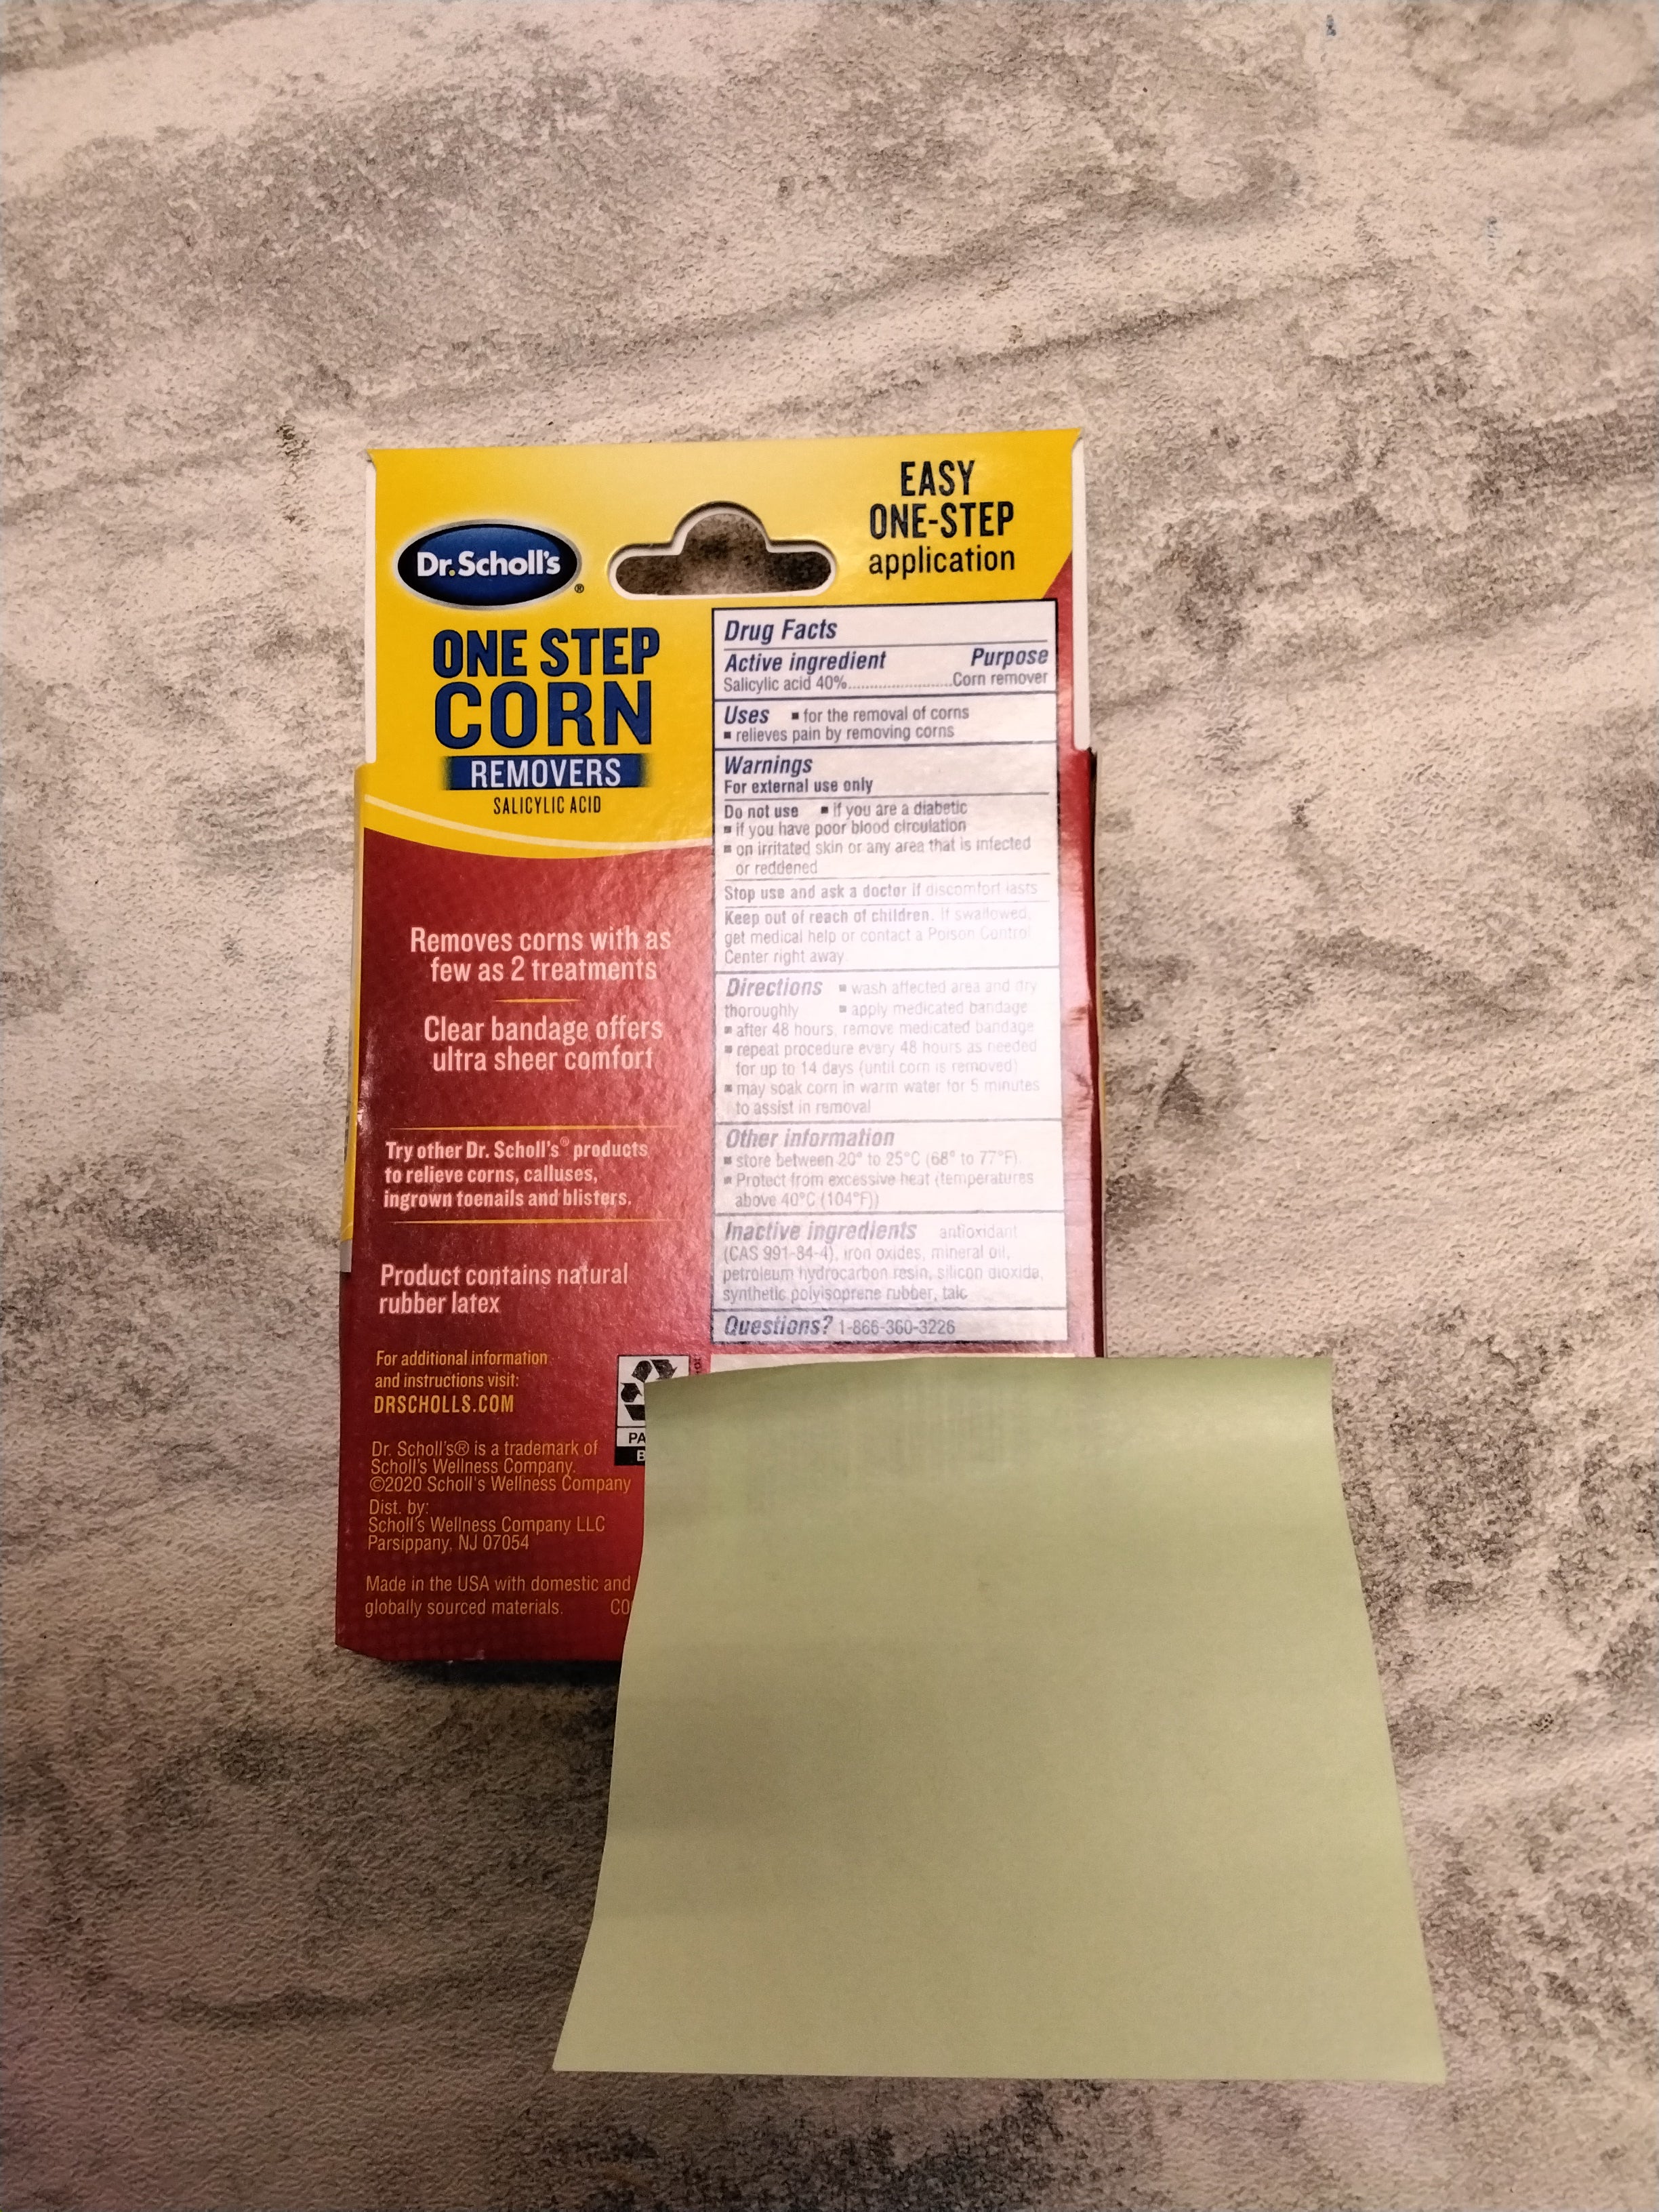 EASY
ONE-STEP
application
Dr.Scholl's®
ONE STEP
CORN
REMOVERS
SALICYLIC ACID
Removes corns with as
few as 2 treatments
Clear bandage offers
ultra sheer comfort
Try other Dr. Scholl's® products
to relieve corns, calluses,
ingrown toenails and blisters.
Product contains natural
rubber latex
For additional information
and instructions visit:
DRSCHOLLS.COM
Dr. Scholl's® is a trademark of
Scholl's Wellness Company.
©2020 Scholl's Wellness Company
Dist. by:
Scholl's Wellness Company LLC
Parsippany, NJ 07054
Made in the USA with domestic and
globally sourced materials.
Drug Facts
Active ingredient Purpose
Salicylic acid 40%........................Corn remover
Uses ■ for the removal of corns
■ relieves pain by removing corns
Warnings
For external use only
Do not use ■ if you are a diabetic
■ if you have poor blood circulation
■ on irritated skin or any area that is infected
or reddened
Stop use and ask a doctor if discomfort lasts
Keep out of reach of children. If swallowed,
get medical help or contact a Poison Control
Center right away
Directions ■ wash affected area and dry
thoroughly ■ apply medicated bandage
■ after 48 hours, remove medicated bandage
■ repeat procedure every 48 hours as needed
for up to 14 days (until corn is removed)
■ may soak corn in warm water for 5 minutes
to assist in removal
Other information
■ store between 20° to 25°C (68° to 77°F).
■ Protect from excessive heat (temperatures
above 40°C (104°F))
Inactive ingredients antioxidant
(CAS 991-84-4), iron oxides, mineral oil,
petroleum hydrocarbon resin, silicon dioxide,
synthetic polyisoprene rubber, talc
Questions? 1-866-360-3226